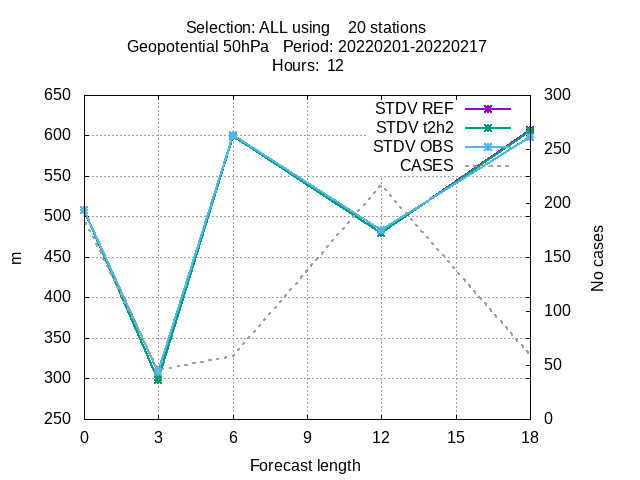 Selection: ALL using 20 stations
Geopotential 50hPa Period: 20220201-20220217
Hours: 12
650
600
550
500
450
400
350
300
250
300
250
200
150
100
50
0
STDV REF
STDV t2h2
STDV OBS
CASES
m
No cases
0 3 6 9 12 15 18
Forecast length